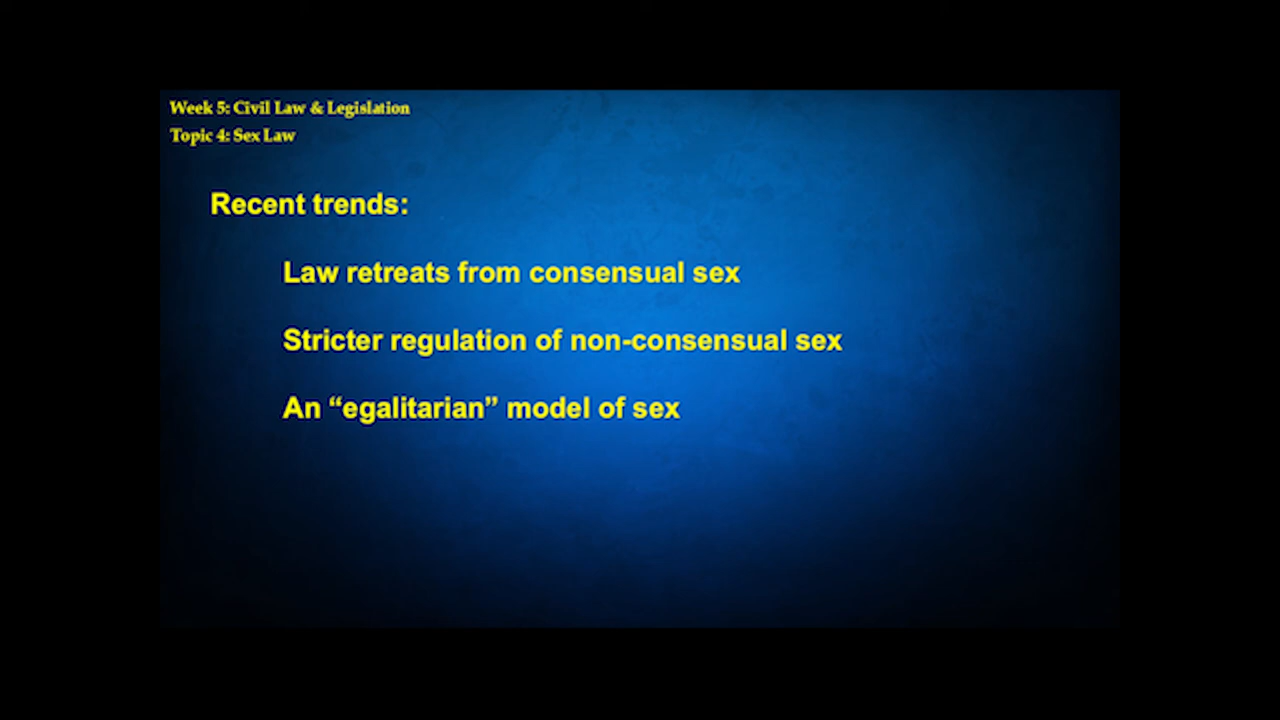 Week 5: Civil Law & Legislation
Topic 4: Sex Law
Recent trends:
Law retreats from consensual sex
Stricter regulation of non-consensual sex
An “egalitarian” model of sex